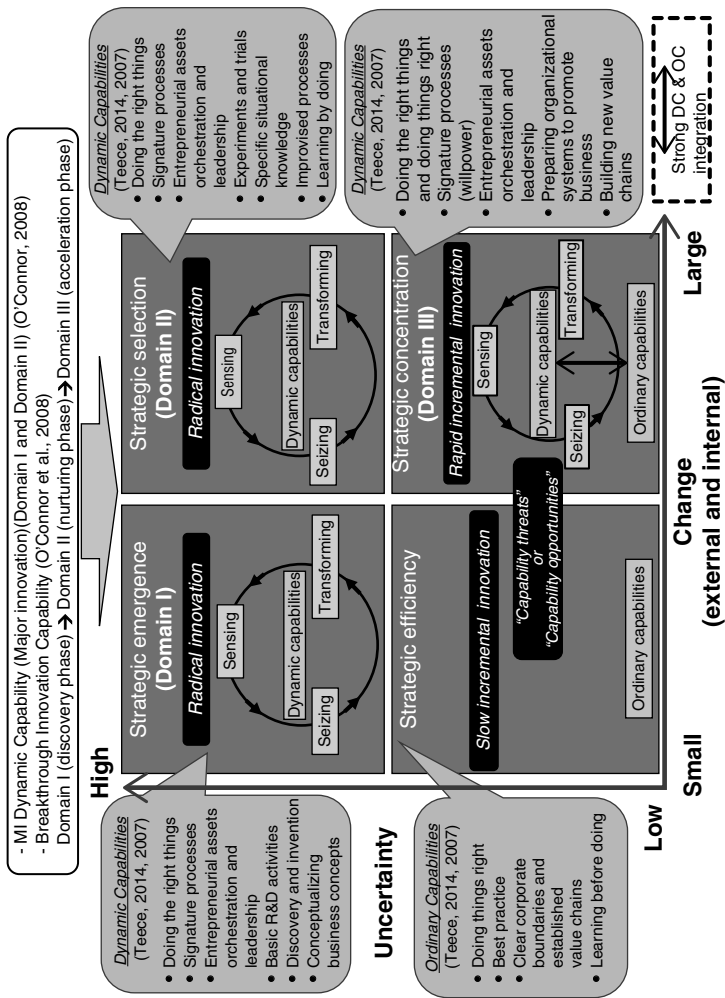 - MI Dynamic Capability (Major innovation)(Domain I and Domain II) (O'Connor, 2008)
- Breakthrough Innovation Capability (O'Connor et al., 2008)
Domain I (discovery phase) ➔ Domain II (nurturing phase) ➔ Domain III (acceleration phase)
High
Dynamic Capabilities
(Teece, 2014, 2007)
• Doing the right things
• Signature processes
• Entrepreneurial assets
orchestration and
leadership
• Basic R&D activities
• Discovery and invention
• Conceptualizing
business concepts
Strategic emergence
(Domain I)
Radical innovation
Sensing
Dynamic capabilities
Seizing
Transforming
Strategic selection
(Domain II)
Radical innovation
Sensing
Dynamic capabilities
Seizing
Transforming
Dynamic Capabilities
(Teece, 2014, 2007)
• Doing the right things
• Signature processes
• Entrepreneurial assets
orchestration and
leadership
• Experiments and trials
• Specific situational
knowledge
• Improvised processes
• Learning by doing
Uncertainty
Ordinary Capabilities
(Teece, 2014, 2007)
• Doing things right
• Best practice
• Clear corporate
boundaries and
established
value chains
• Learning before doing
Strategic efficiency
Slow incremental innovation
"Capability threats"
or
"Capability opportunities"
Ordinary capabilities
Strategic concentration
(Domain III)
Rapid incremental innovation
Sensing
Dynamic capabilities
Seizing
Transforming
Ordinary capabilities
Dynamic Capabilities
(Teece, 2014, 2007)
• Doing the right things
and doing things right
• Signature processes
(willpower)
• Entrepreneurial assets
orchestration and
leadership
• Preparing organizational
systems to promote
business
• Building new value
chains
Low
Small
Change
(external and internal)
Large
Strong DC & OC
integration